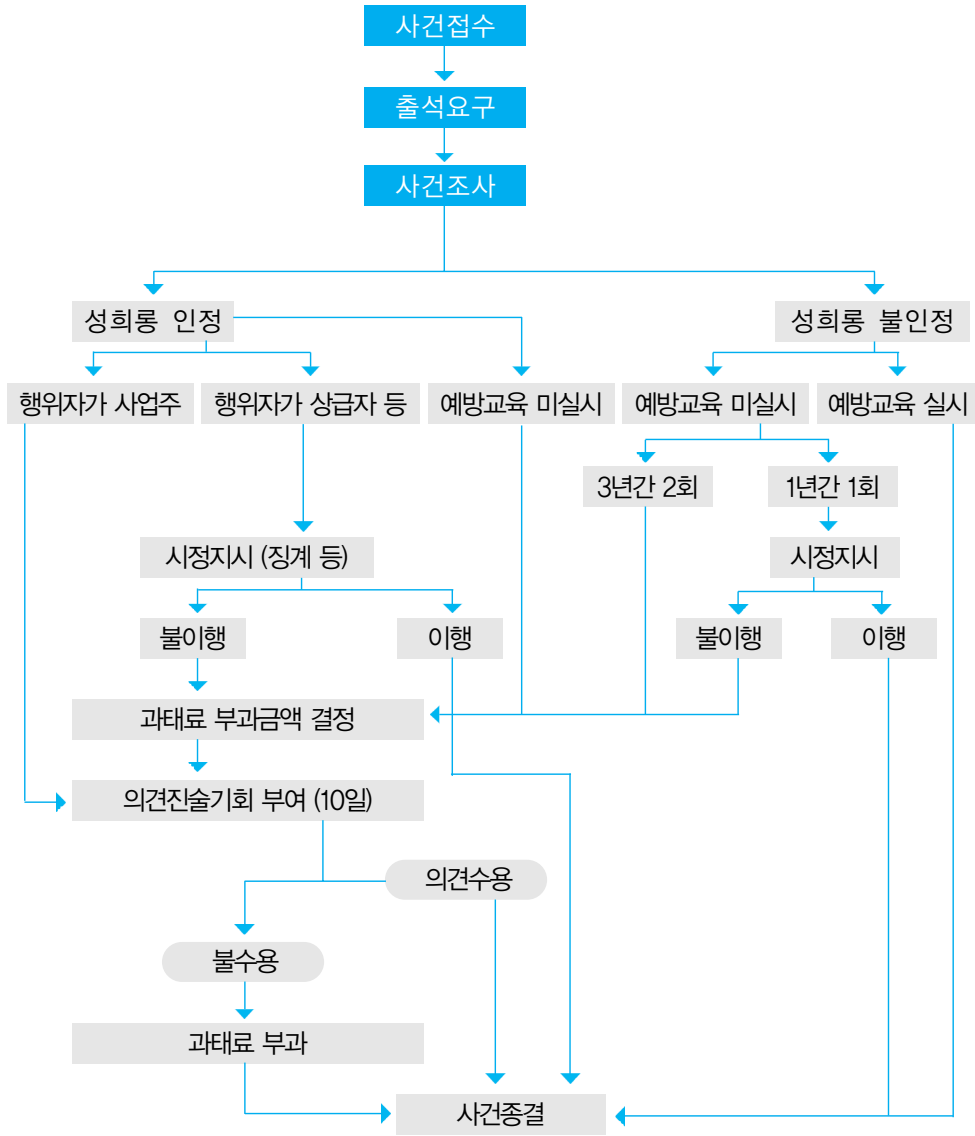 사건접수
출석요구
사건조사
성희롱 인정
성희롱 불인정
행위자가 사업주
행위자가 상급자 등
예방교육 미실시
예방교육 미실시
예방교육 실시
3년간 2회
1년간 1회
시정지시 (징계 등)
시정지시
불이행
이행
불이행
이행
과태료 부과금액 결정
의견진술기회 부여 (10일)
의견수용
불수용
과태료 부과
사건종결